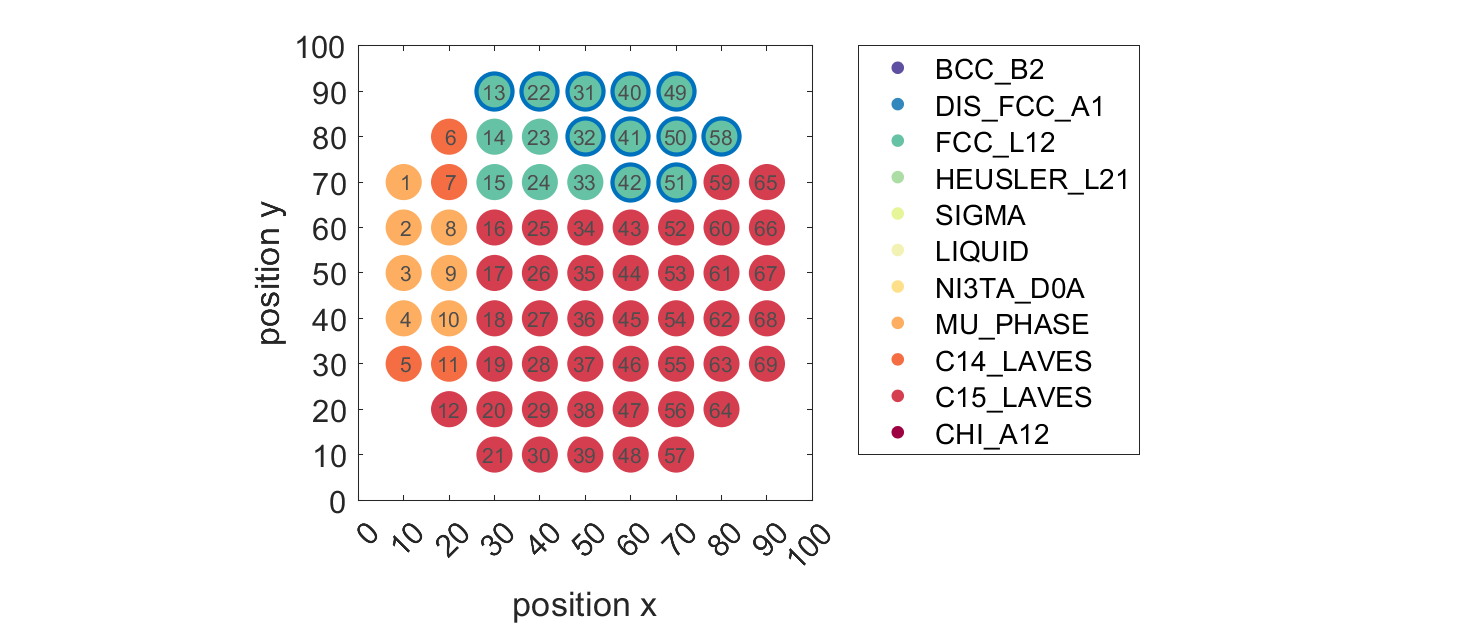 100
90
80
70
60
50
40
30
20
10
0
position y
13 22 31 40 49
6 14 23 32 41 50 58
1 7 15 24 33 42 51 59 65
2 8 16 25 34 43 52 60 66
3 9 17 26 35 44 53 61 67
4 10 18 27 36 45 54 62 68
5 11 19 28 37 46 55 63 69
12 20 29 38 47 56 64
21 30 39 48 57
0 10 20 30 40 50 60 70 80 90 100
position x
BCC_B2
DIS_FCC_A1
FCC_L12
HEUSLER_L21
SIGMA
LIQUID
NI3TA_D0A
MU_PHASE
C14_LAVES
C15_LAVES
CHI_A12